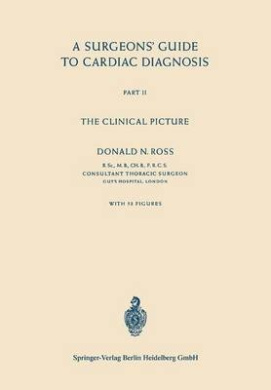 A SURGEONS' GUIDE
TO CARDIAC DIAGNOSIS
PART II
THE CLINICAL PICTURE
DONALD N. ROSS
B. Sc., M. B., CH. B., F. R. C. S.
CONSULTANT THORACIC SURGEON
GUY'S HOSPITAL, LONDON
WITH FIGURES
Springer-Verlag Berlin Heidelberg GmbH